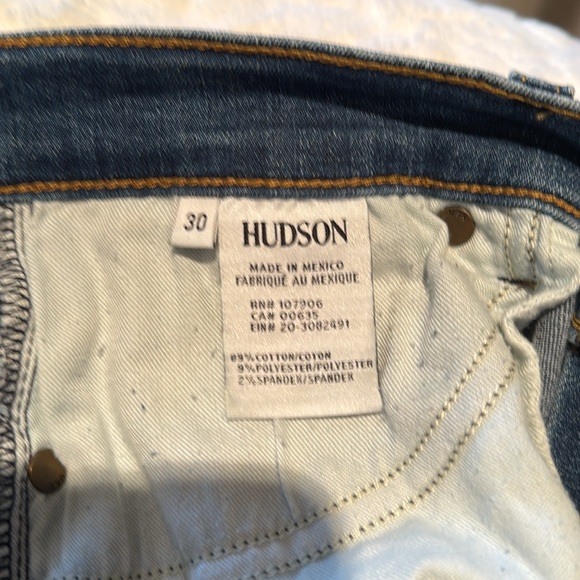 30
HUDSON
MADE IN MEXICO
FABRIQUÉ AU MEXIQUE
RN# 107906
CA# 00635
EIN# 20-3082491
89%COTTON/COTON
9%POLYESTER/POLYESTER
2%SPANDEX/SPANDEX